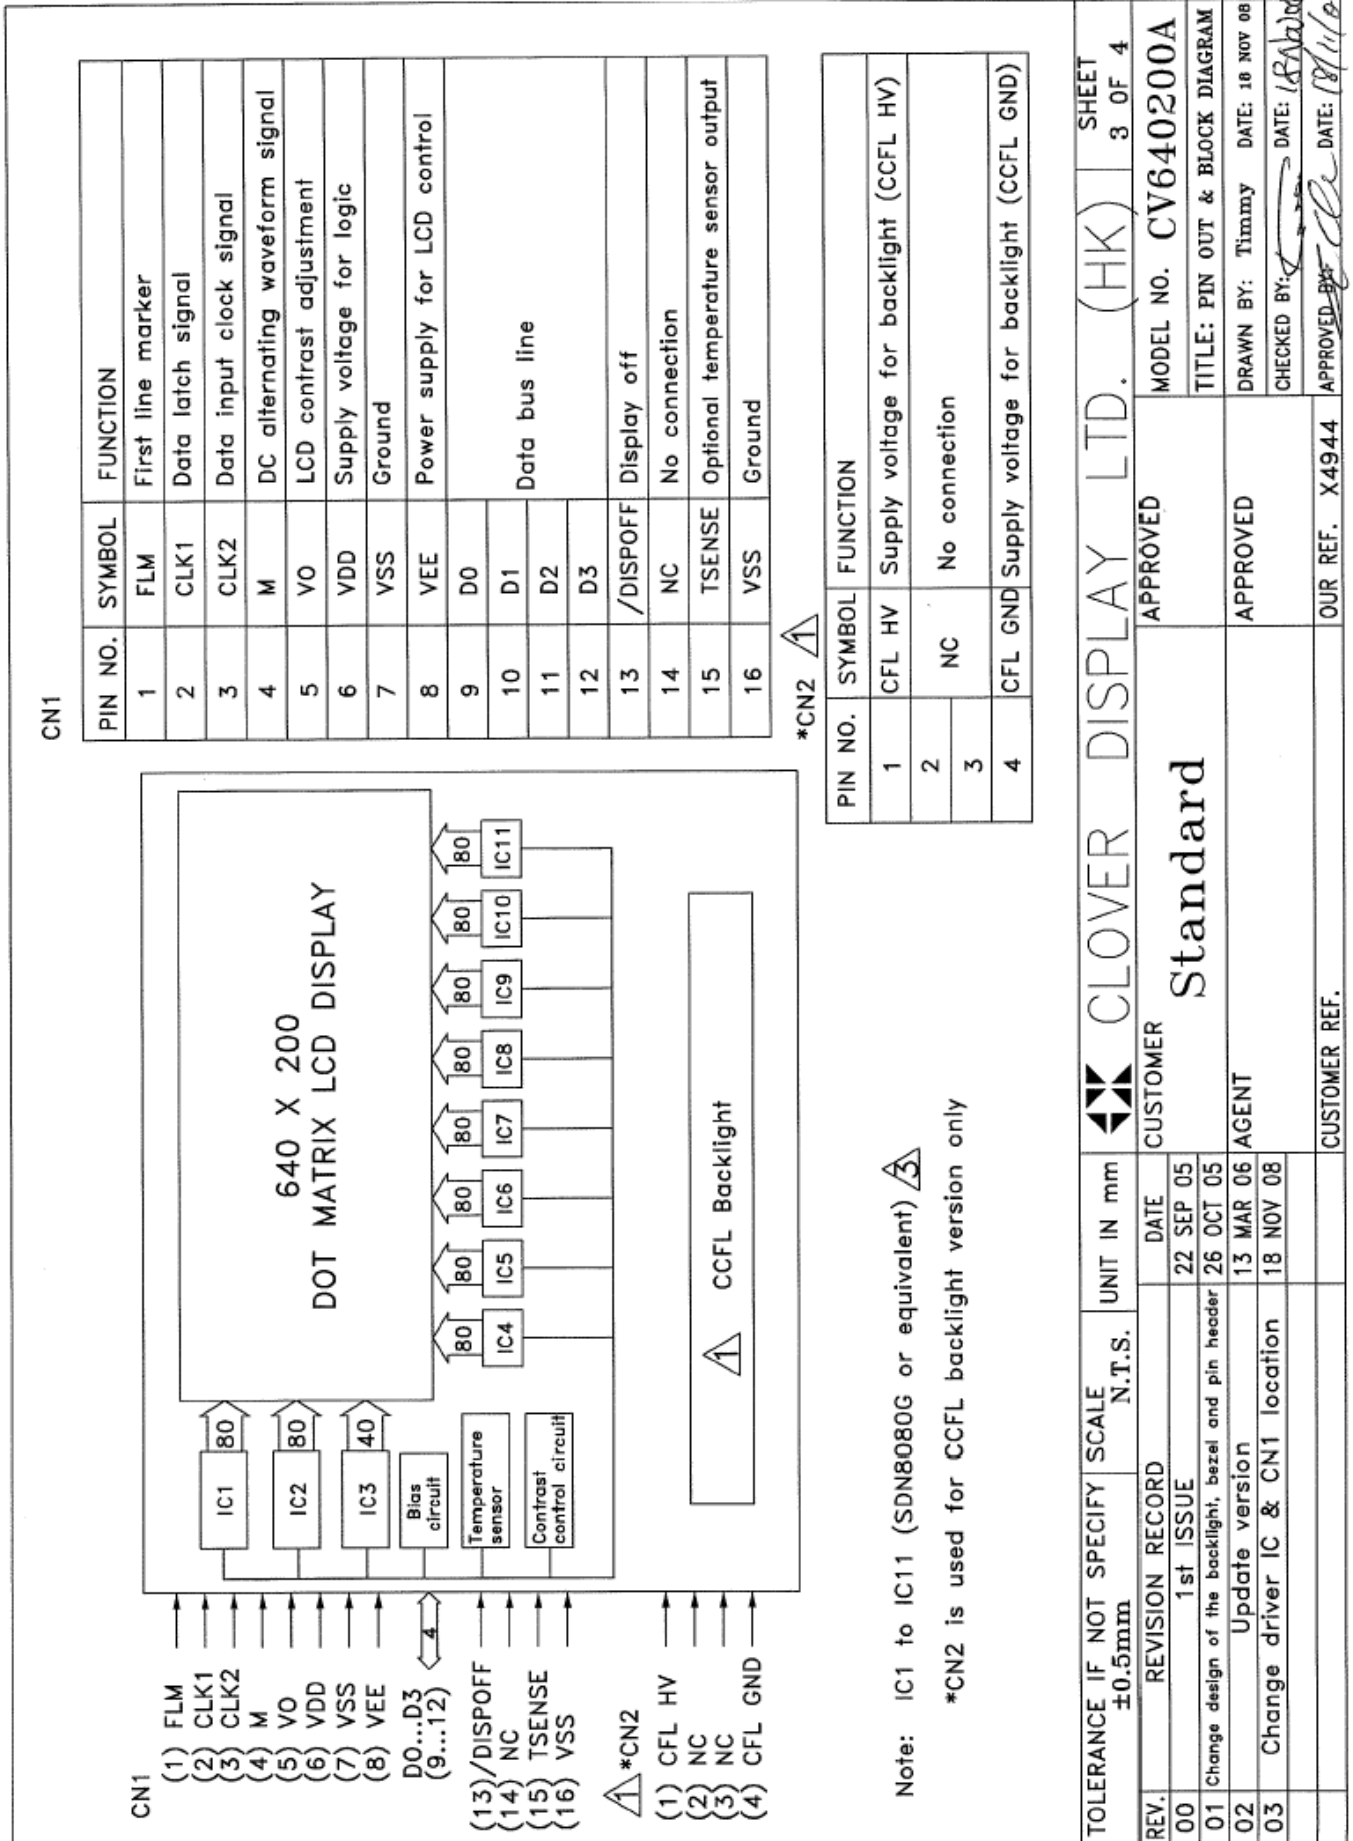 CN1
(1) FLM
(2) CLK1
(3) CLK2
(4) M
(5) VO
(6) VDD
(7) VSS
(8) VEE
D0...D3
(9...12)
4
(13)/DISPOFF
(14) NC
(15) TSENSE
(16) VSS
1 *CN2
(1) CFL HV
(2) NC
(3) NC
(4) CFL GND
IC1 80
IC2 80
IC3 40
Bias
circuit
Temperature
sensor
Contrast
control circuit
640 X 200
DOT MATRIX LCD DISPLAY
80 80 80 80 80 80 80 80
IC4 IC5 IC6 IC7 IC8 IC9 IC10 IC11
1 CCFL Backlight
Note: IC1 to IC11 (SDN8080G or equivalent) 3
*CN2 is used for CCFL backlight version only
CN1
PIN NO. SYMBOL FUNCTION
1 FLM First line marker
2 CLK1 Data latch signal
3 CLK2 Data input clock signal
4 M DC alternating waveform signal
5 VO LCD contrast adjustment
6 VDD Supply voltage for logic
7 VSS Ground
8 VEE Power supply for LCD control
9 D0
10 D1 Data bus line
11 D2
12 D3
13 /DISPOFF Display off
14 NC No connection
15 TSENSE Optional temperature sensor output
16 VSS Ground
*CN2 1
PIN NO. SYMBOL FUNCTION
1 CFL HV Supply voltage for backlight (CCFL HV)
2 NC No connection
3
4 CFL GND Supply voltage for backlight (CCFL GND)
TOLERANCE IF NOT SPECIFY
±0.5mm
SCALE
N.T.S.
UNIT IN mm
CLOVER DISPLAY LTD. (HK)
SHEET
3 OF 4
REV. REVISION RECORD DATE
00 1st ISSUE 22 SEP 05
01 Change design of the backlight, bezel and pin header 26 OCT 05
02 Update version 13 MAR 06
03 Change driver IC & CN1 location 18 NOV 08
CUSTOMER
Standard
AGENT
CUSTOMER REF.
APPROVED
APPROVED
OUR REF. X4944
MODEL NO. CV640200A
TITLE: PIN OUT & BLOCK DIAGRAM
DRAWN BY: Timmy DATE: 18 NOV 08
CHECKED BY: DATE:
APPROVED BY: DATE: